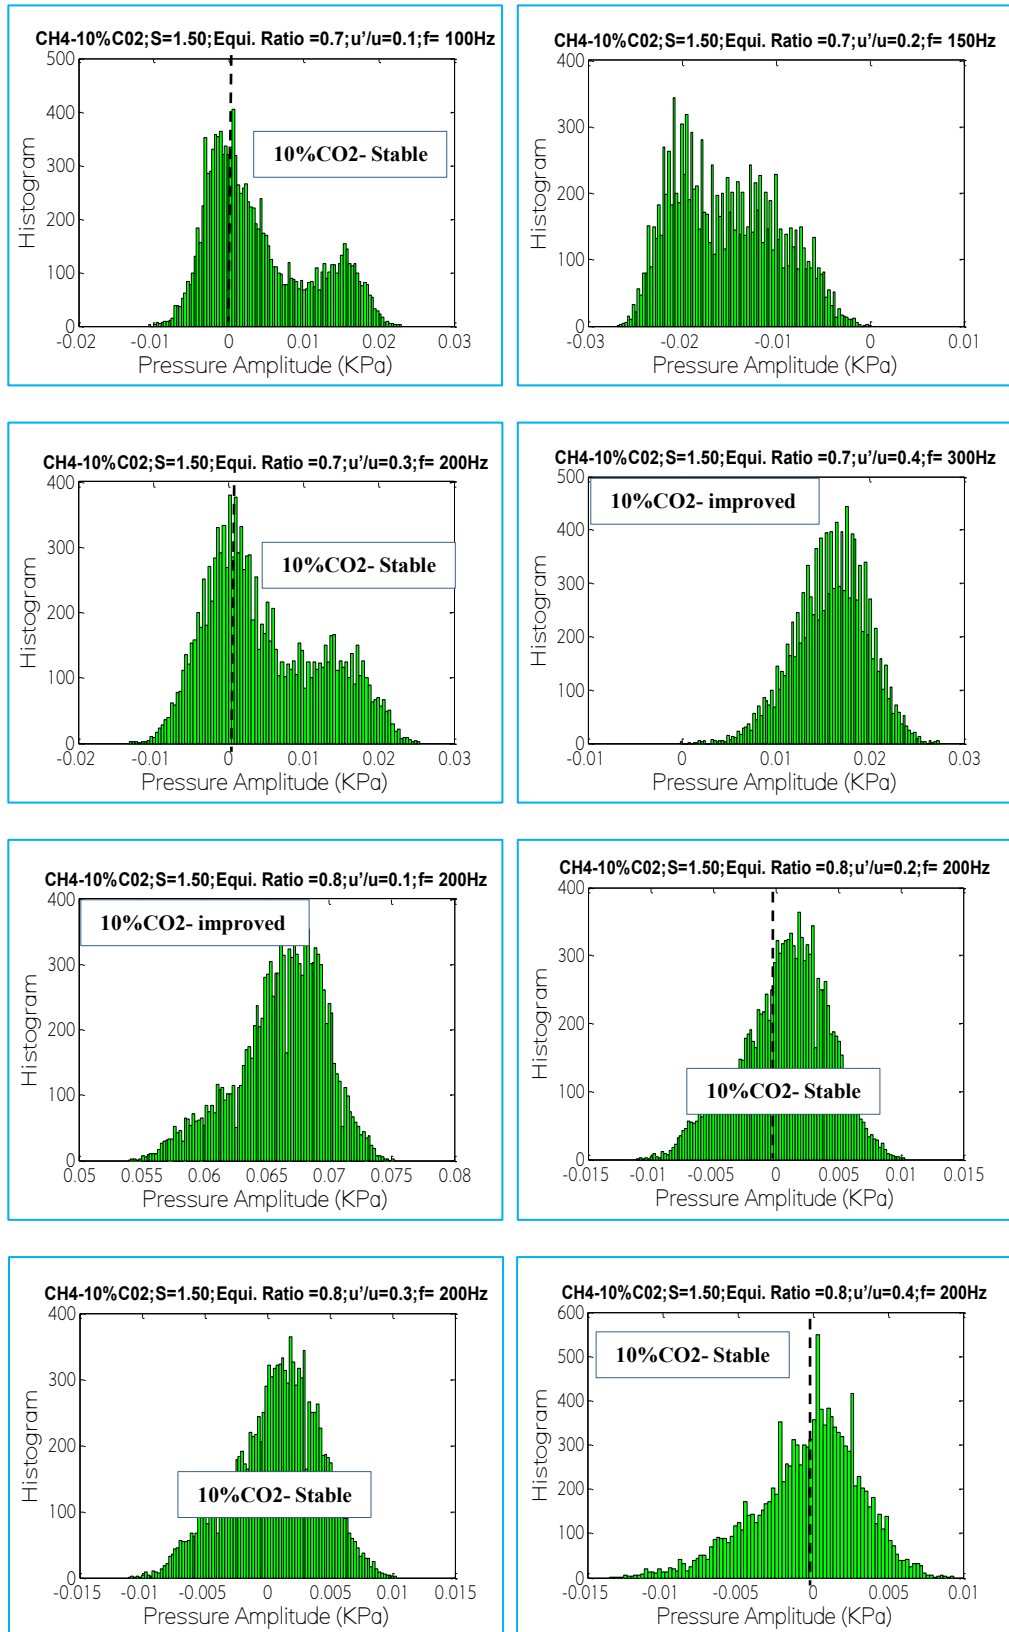 CH4-10%C02;S=1.50;Equi. Ratio =0.7;u'/u=0.1;f= 100Hz
500
400
300
200
100
0
Histogram
10%CO2- Stable
-0.02 -0.01 0 0.01 0.02 0.03
Pressure Amplitude (KPa)
CH4-10%C02;S=1.50;Equi. Ratio =0.7;u'/u=0.2;f= 150Hz
400
300
200
100
0
Histogram
-0.03 -0.02 -0.01 0 0.01
Pressure Amplitude (KPa)
CH4-10%C02;S=1.50;Equi. Ratio =0.7;u'/u=0.3;f= 200Hz
400
300
200
100
0
Histogram
10%CO2- Stable
-0.02 -0.01 0 0.01 0.02 0.03
Pressure Amplitude (KPa)
CH4-10%C02;S=1.50;Equi. Ratio =0.7;u'/u=0.4;f= 300Hz
500
400
300
200
100
0
Histogram
10%CO2- improved
-0.01 0 0.01 0.02 0.03
Pressure Amplitude (KPa)
CH4-10%C02;S=1.50;Equi. Ratio =0.8;u'/u=0.1;f= 200Hz
400
300
200
100
0
Histogram
10%CO2- improved
0.05 0.055 0.06 0.065 0.07 0.075 0.08
Pressure Amplitude (KPa)
CH4-10%C02;S=1.50;Equi. Ratio =0.8;u'/u=0.2;f= 200Hz
400
300
200
100
0
Histogram
10%CO2- Stable
-0.015 -0.01 -0.005 0 0.005 0.01 0.015
Pressure Amplitude (KPa)
CH4-10%C02;S=1.50;Equi. Ratio =0.8;u'/u=0.3;f= 200Hz
400
300
200
100
0
Histogram
10%CO2- Stable
-0.015 -0.01 -0.005 0 0.005 0.01 0.015
Pressure Amplitude (KPa)
CH4-10%C02;S=1.50;Equi. Ratio =0.8;u'/u=0.4;f= 200Hz
600
500
400
300
200
100
0
Histogram
10%CO2- Stable
-0.015 -0.01 -0.005 0 0.005 0.01
Pressure Amplitude (KPa)